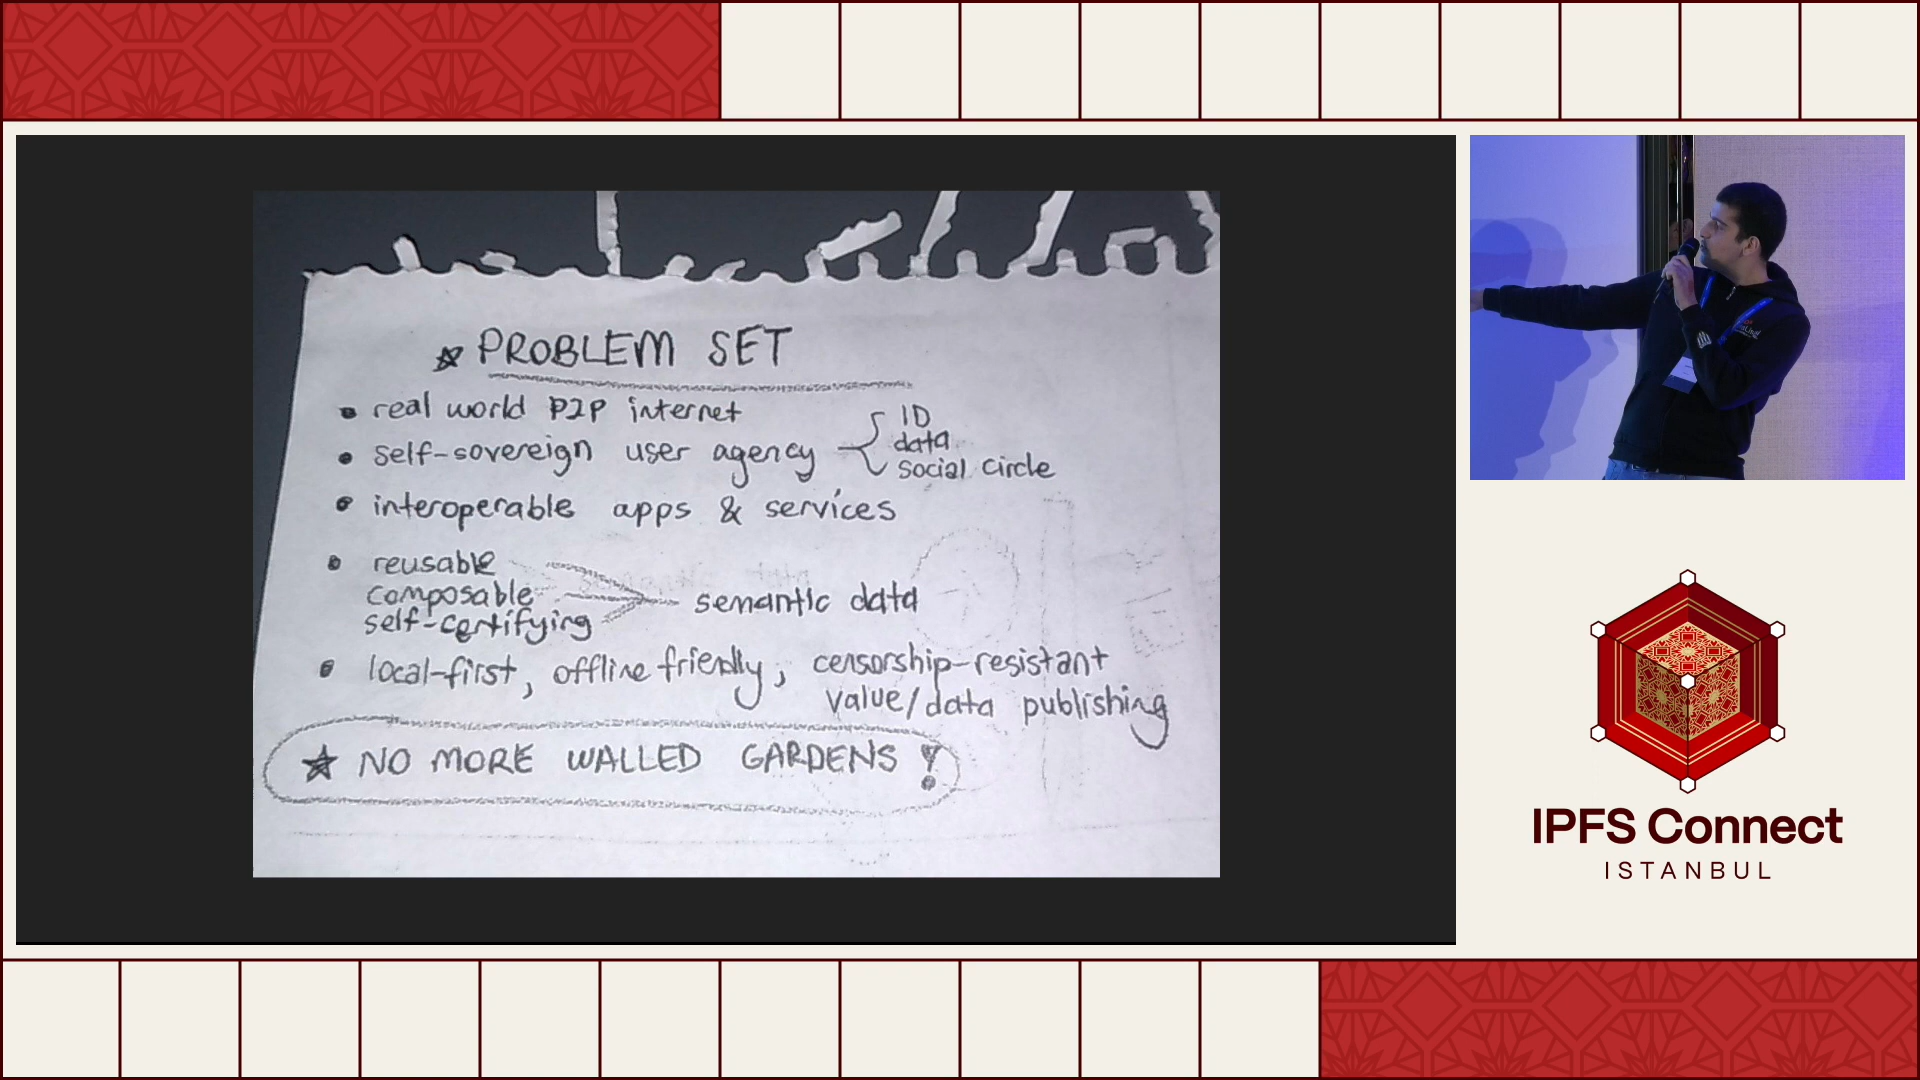 PROBLEM SET
real world P2P internet
self-sovereign user agency
ID
data
social circle
interoperable apps & services
reusable
composable
self-certifying
semantic data
local-first, offline friendly, censorship-resistant
value/data publishing
NO MORE WALLED GARDENS!
IPFS Connect
ISTANBUL